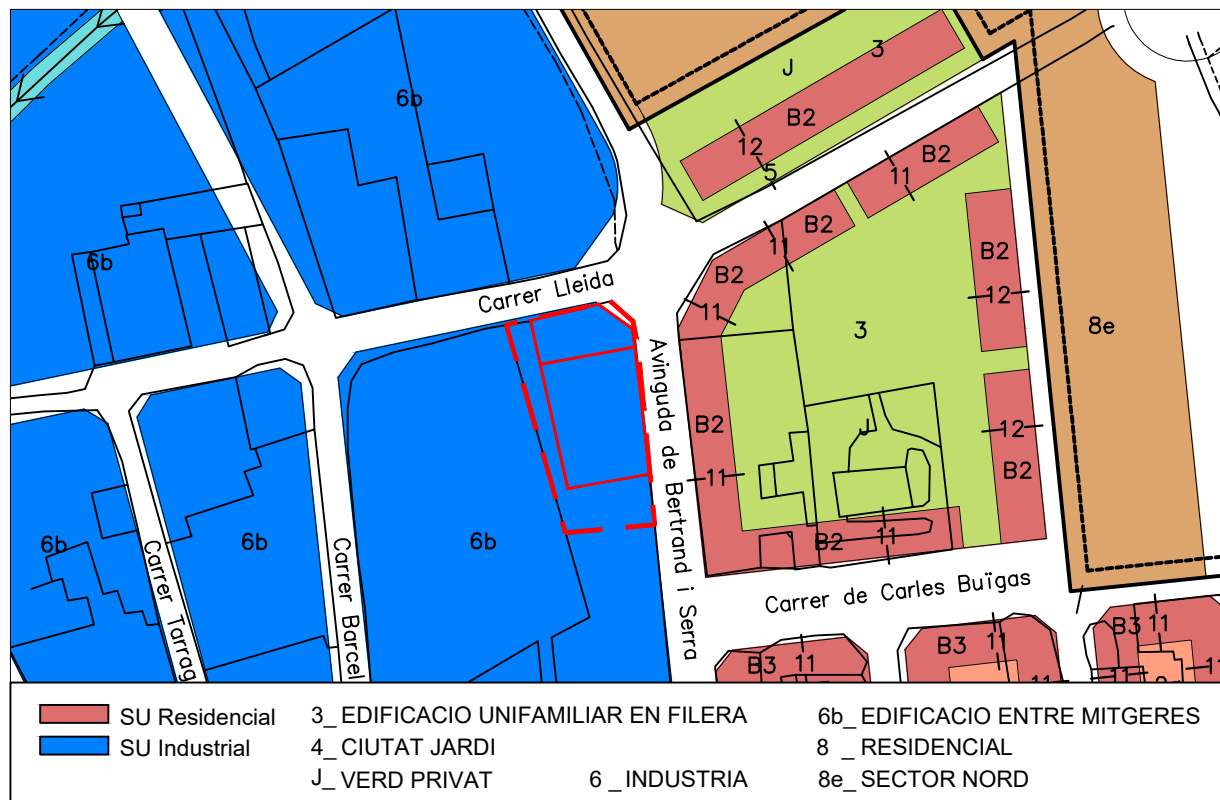 3
J
6b
B2
12
5
B2
11
B2
11
6b
B2
B2
Carrer Lleida
11
12
3
8e
Avinguda de Bertrand i Serra
B2
J
12
11
B2
6b
6b
6b
B2
11
Carrer Tarrag
Carrer Barcel
Carrer de Carles Buïgas
B3
11
B3
11
B3
11
11
11
11
SU Residencial
3_ EDIFICACIO UNIFAMILIAR EN FILERA
6b_ EDIFICACIO ENTRE MITGERES
SU Industrial
4_ CIUTAT JARDI
8 _ RESIDENCIAL
J_ VERD PRIVAT
6 _ INDUSTRIA
8e_ SECTOR NORD